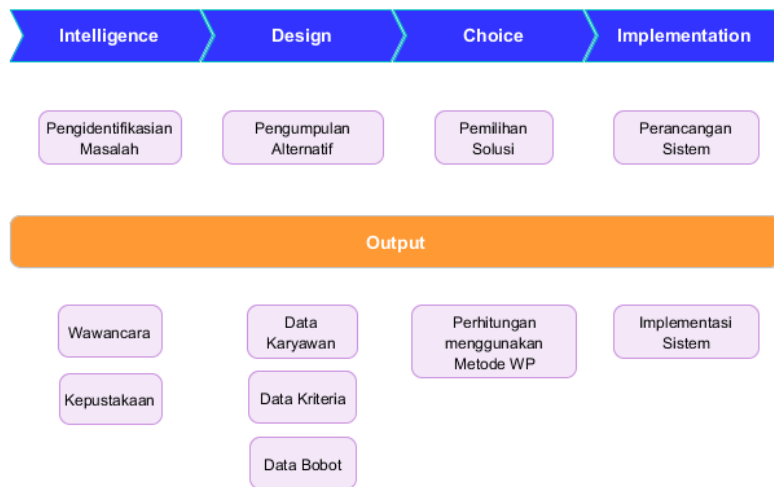 Intelligence
Design
Choice
Implementation
Pengidentifikasian
Masalah
Pengumpulan
Alternatif
Pemilihan
Solusi
Perancangan
Sistem
Output
Wawancara
Data
Karyawan
Perhitungan
menggunakan
Metode WP
Implementasi
Sistem
Kepustakaan
Data Kriteria
Data Bobot